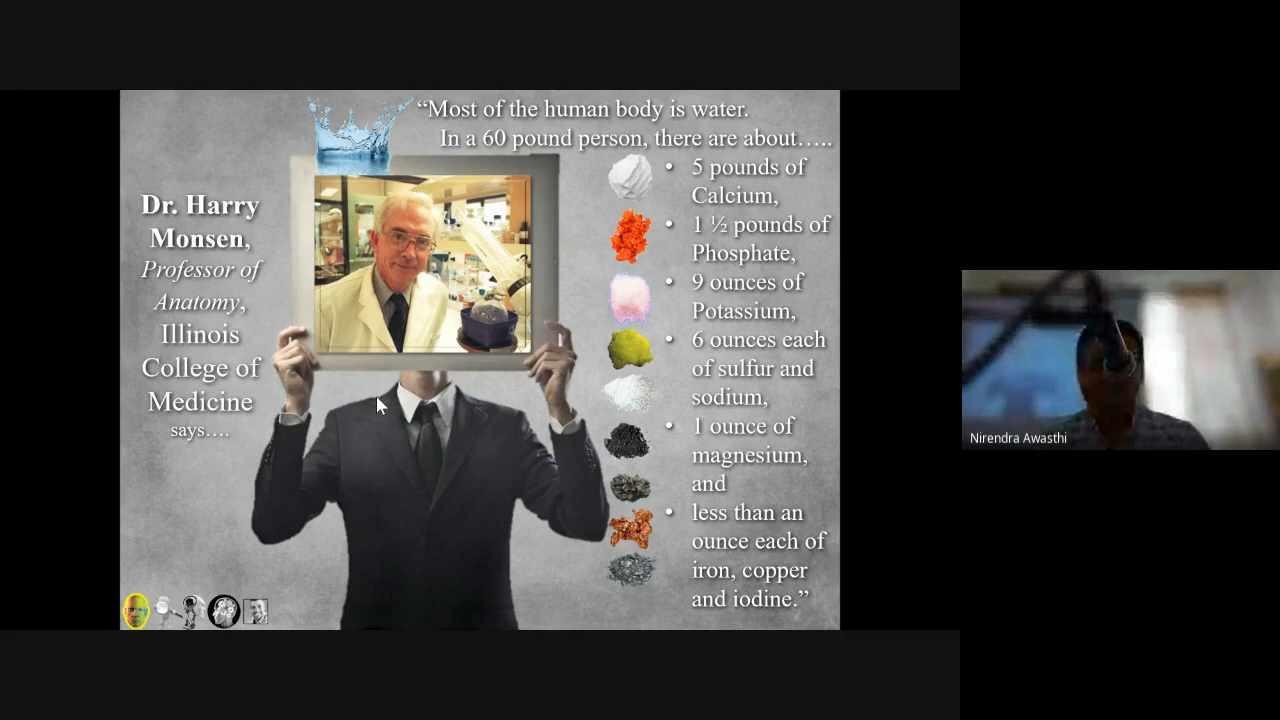 “Most of the human body is water.
In a 60 pound person, there are about…..
Dr. Harry
Monsen,
Professor of
Anatomy,
Illinois
College of
Medicine
says….
• 5 pounds of
Calcium,
• 1 ½ pounds of
Phosphate,
• 9 ounces of
Potassium,
• 6 ounces each
of sulfur and
sodium,
• 1 ounce of
magnesium,
and
• less than an
ounce each of
iron, copper
and iodine.”
Nirendra Awasthi